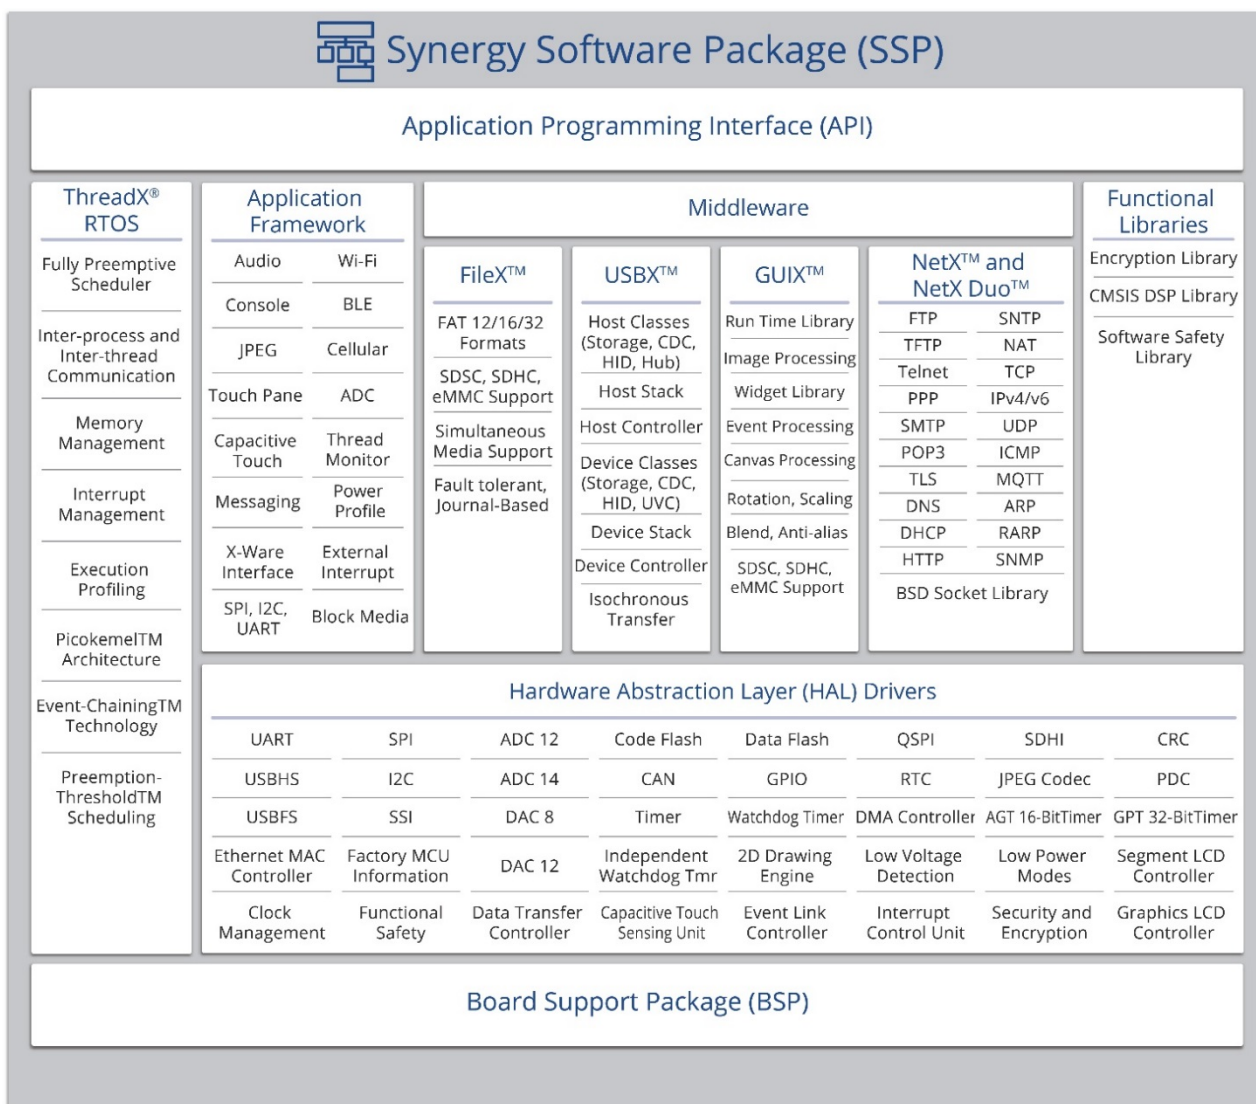 Synergy Software Package (SSP)
Application Programming Interface (API)
ThreadX®
RTOS
Fully Preemptive
Scheduler
Inter-process and
Inter-thread
Communication
Memory
Management
Interrupt
Management
Execution
Profiling
PicokemelTM
Architecture
Event-ChainingTM
Technology
Preemption-
ThresholdTM
Scheduling
Application
Framework
Audio Wi-Fi
Console BLE
JPEG Cellular
Touch Pane ADC
Capacitive
Touch
Thread
Monitor
Messaging
Power
Profile
X-Ware
Interface
External
Interrupt
SPI, I2C,
UART
Block Media
Middleware
FileX™
FAT 12/16/32
Formats
SDSC, SDHC,
eMMC Support
Simultaneous
Media Support
Fault tolerant,
Journal-Based
USBX™
Host Classes
(Storage, CDC,
HID, Hub)
Host Stack
Host Controller
Device Classes
(Storage, CDC,
HID, UVC)
Device Stack
Device Controller
Isochronous
Transfer
GUIX™
Run Time Library
Image Processing
Widget Library
Event Processing
Canvas Processing
Rotation, Scaling
Blend, Anti-alias
SDSC, SDHC,
eMMC Support
NetX™ and
NetX Duo™
FTP SNTP
TFTP NAT
Telnet TCP
PPP IPv4/v6
SMTP UDP
POP3 ICMP
TLS MQTT
DNS ARP
DHCP RARP
HTTP SNMP
BSD Socket Library
Functional
Libraries
Encryption Library
CMSIS DSP Library
Software Safety
Library
Hardware Abstraction Layer (HAL) Drivers
UART SPI ADC 12 Code Flash Data Flash QSPI SDHI CRC
USBHS I2C ADC 14 CAN GPIO RTC JPEG Codec PDC
USBFS SSI DAC 8 Timer Watchdog Timer DMA Controller AGT 16-BitTimer GPT 32-BitTimer
Ethernet MAC
Controller
Factory MCU
Information
DAC 12
Independent
Watchdog Tmr
2D Drawing
Engine
Low Voltage
Detection
Low Power
Modes
Segment LCD
Controller
Clock
Management
Functional
Safety
Data Transfer
Controller
Capacitive Touch
Sensing Unit
Event Link
Controller
Interrupt
Control Unit
Security and
Encryption
Graphics LCD
Controller
Board Support Package (BSP)